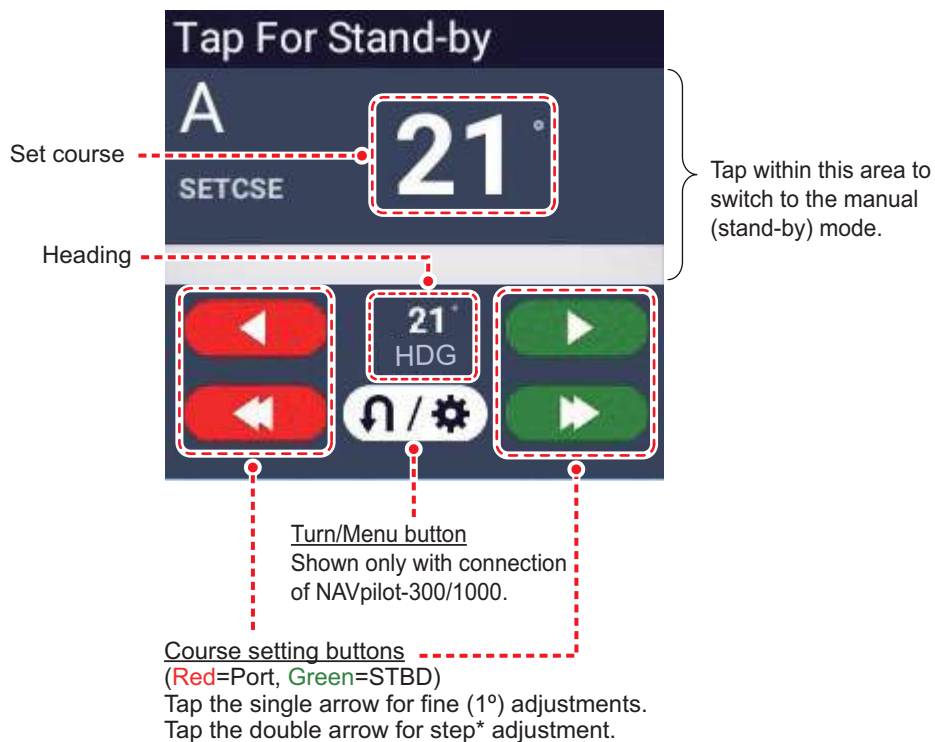 Tap For Stand-by
A
21°
Set course
SETCSE
Tap within this area to
switch to the manual
(stand-by) mode.
Heading
21°
HDG
/
Turn/Menu button
Shown only with connection
of NAVpilot-300/1000.
Course setting buttons
(Red=Port, Green=STBD)
Tap the single arrow for fine (1º) adjustments.
Tap the double arrow for step* adjustment.